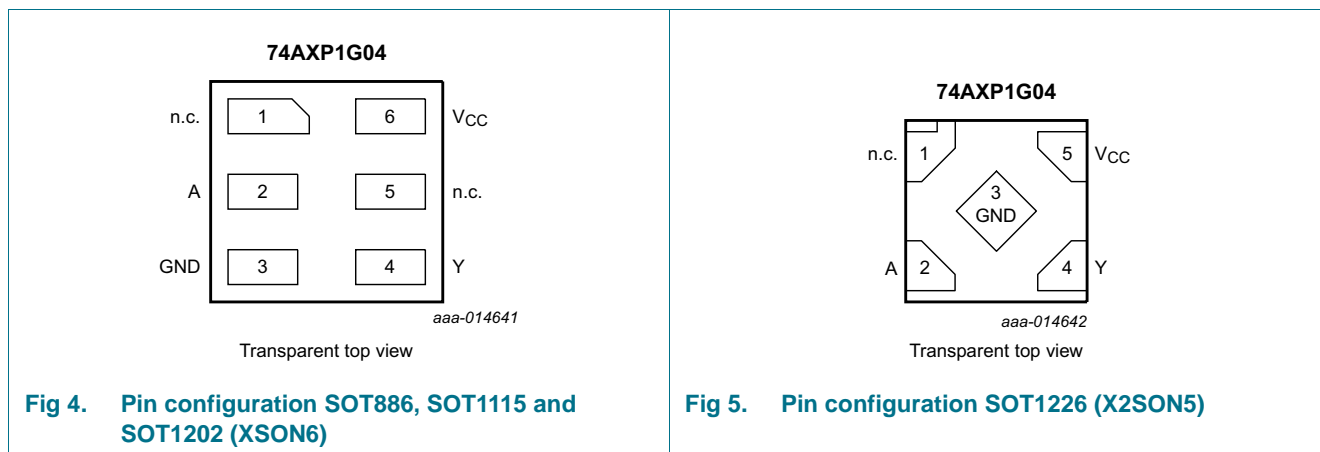 74AXP1G04
n.c. 1 6 VCC
A 2 5 n.c.
GND 3 4 Y
aaa-014641
Transparent top view
Fig 4. Pin configuration SOT886, SOT1115 and
SOT1202 (XSON6)
74AXP1G04
n.c. 1 5 VCC
3
GND
A 2 4 Y
aaa-014642
Transparent top view
Fig 5. Pin configuration SOT1226 (X2SON5)